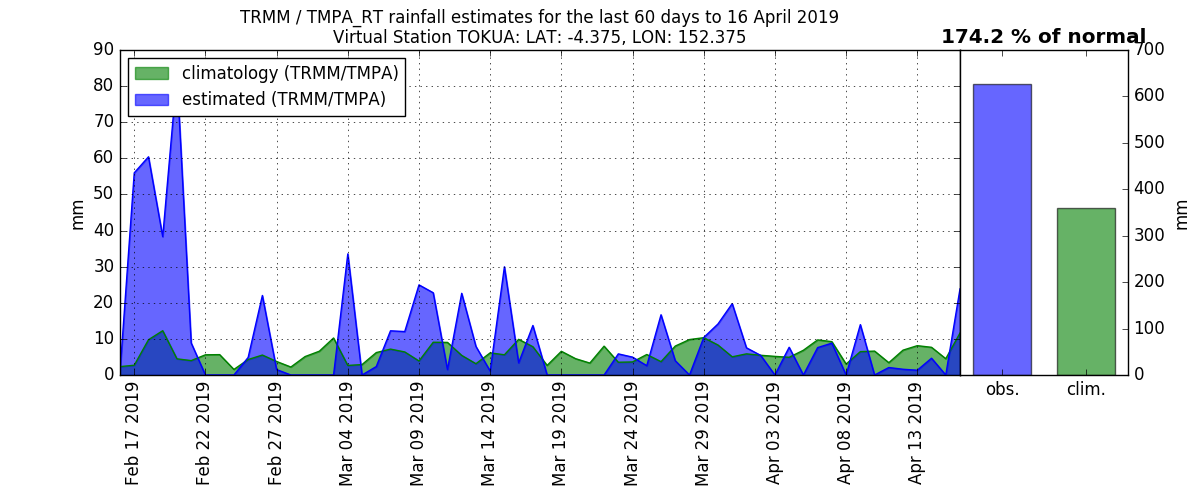 TRMM / TMPA_RT rainfall estimates for the last 60 days to 16 April 2019
Virtual Station TOKUA: LAT: -4.375, LON: 152.375
174.2 % of normal
climatology (TRMM/TMPA)
estimated (TRMM/TMPA)
mm
90
80
70
60
50
40
30
20
10
0
Feb 17 2019
Feb 22 2019
Feb 27 2019
Mar 04 2019
Mar 09 2019
Mar 14 2019
Mar 19 2019
Mar 24 2019
Mar 29 2019
Apr 03 2019
Apr 08 2019
Apr 13 2019
obs.
clim.
700
600
500
400
300
200
100
0
mm